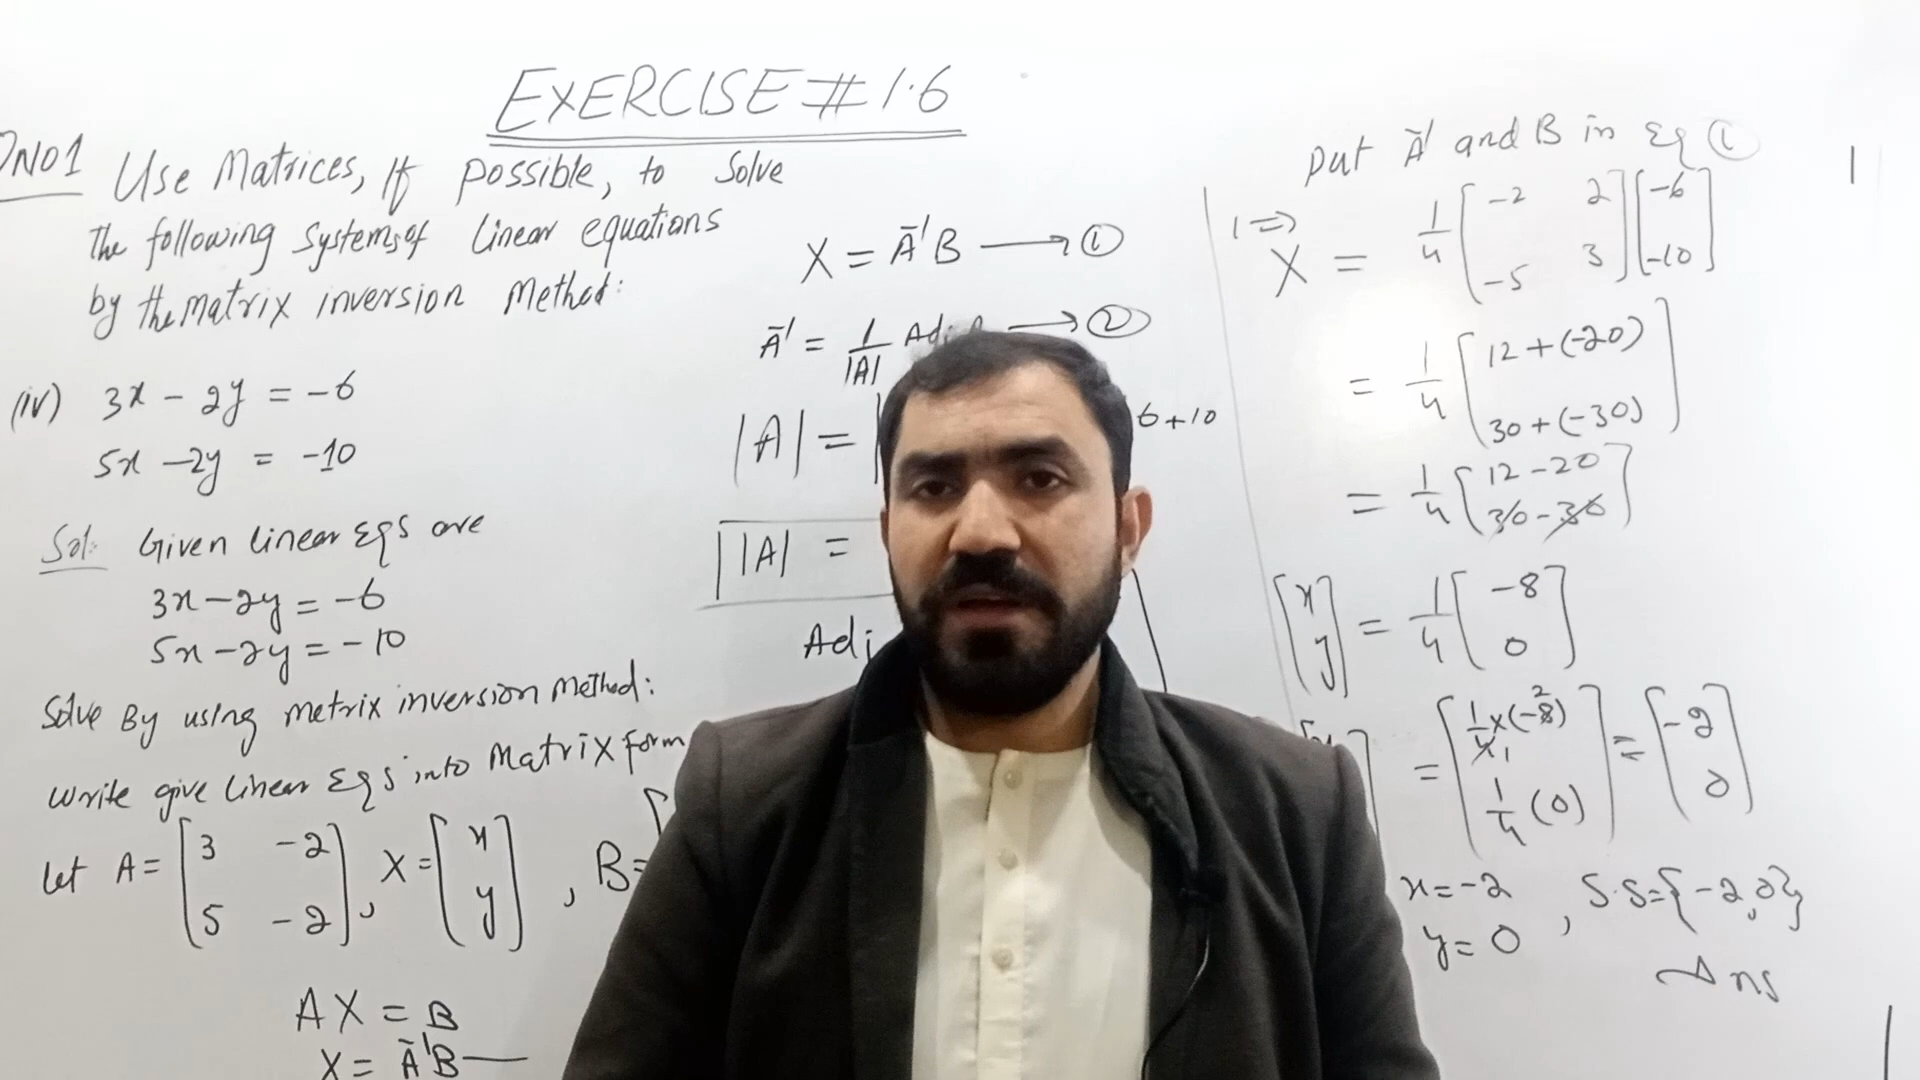 EXERCISE # 1.6
QNO1 Use Matrices, If possible, to Solve
The following Systems of Linear equations
by the Matrix inversion Method:
(iv) 3x - 2y = -6
5x - 2y = -10
Sol: Given linear Eqs are
3x - 2y = -6
5x - 2y = -10
Solve By using metrix inversion Method:
Write give linear Eqs into Matrix form
let A = [3 -2
5 -2], X = [x
y], B =
AX = B
X = A⁻¹B —
X = A⁻¹B ⟶ ①
A⁻¹ = 1/|A| Adj ⟶ ②
|A| = | 6+10
|A| =
Adj
Put A⁻¹ and B in Eq ①
1 ⇒
X = 1/4 [-2 2
-5 3] [-6
-10]
= 1/4 [12+(-20)
30+(-30)]
= 1/4 [12-20
30-30]
[x
y] = 1/4 [-8
0]
= [1/4 x (-8)
1/4 (0)] = [-2
0]
x = -2
y = 0 , S.S = {-2, 0}
Ans